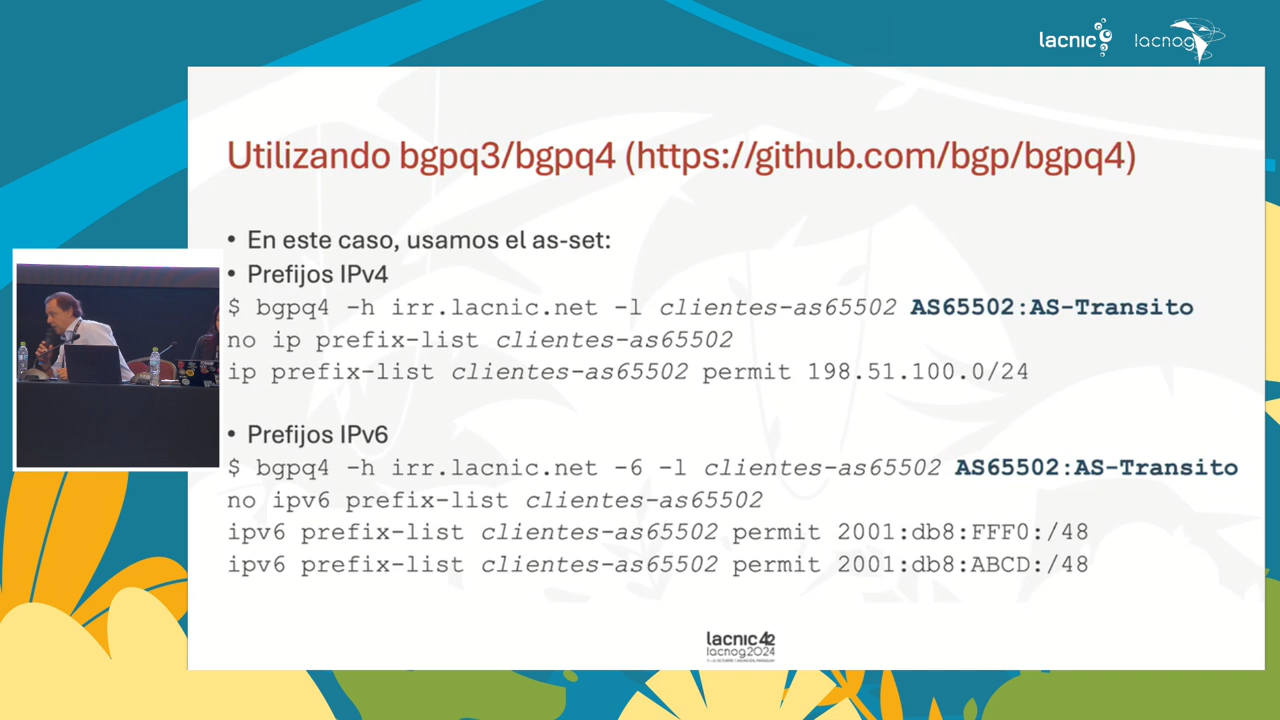 lacnic
lacnog
Utilizando bgpq3/bgpq4 (https://github.com/bgp/bgpq4)
• En este caso, usamos el as-set:
• Prefijos IPv4
$ bgpq4 -h irr.lacnic.net -l clientes-as65502 AS65502:AS-Transito
no ip prefix-list clientes-as65502
ip prefix-list clientes-as65502 permit 198.51.100.0/24
• Prefijos IPv6
$ bgpq4 -h irr.lacnic.net -6 -l clientes-as65502 AS65502:AS-Transito
no ipv6 prefix-list clientes-as65502
ipv6 prefix-list clientes-as65502 permit 2001:db8:FFF0:/48
ipv6 prefix-list clientes-as65502 permit 2001:db8:ABCD:/48
lacnic42
lacnog2024